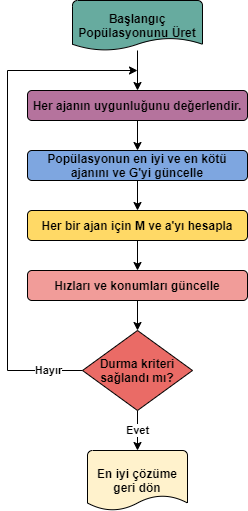 Başlangıç
Popülasyonunu Üret
Her ajanın uygunluğunu değerlendir.
Popülasyonun en iyi ve en kötü
ajanını ve G'yi güncelle
Her bir ajan için M ve a'yı hesapla
Hızları ve konumları güncelle
Durma kriteri
sağlandı mı?
Hayır
Evet
En iyi çözüme
geri dön